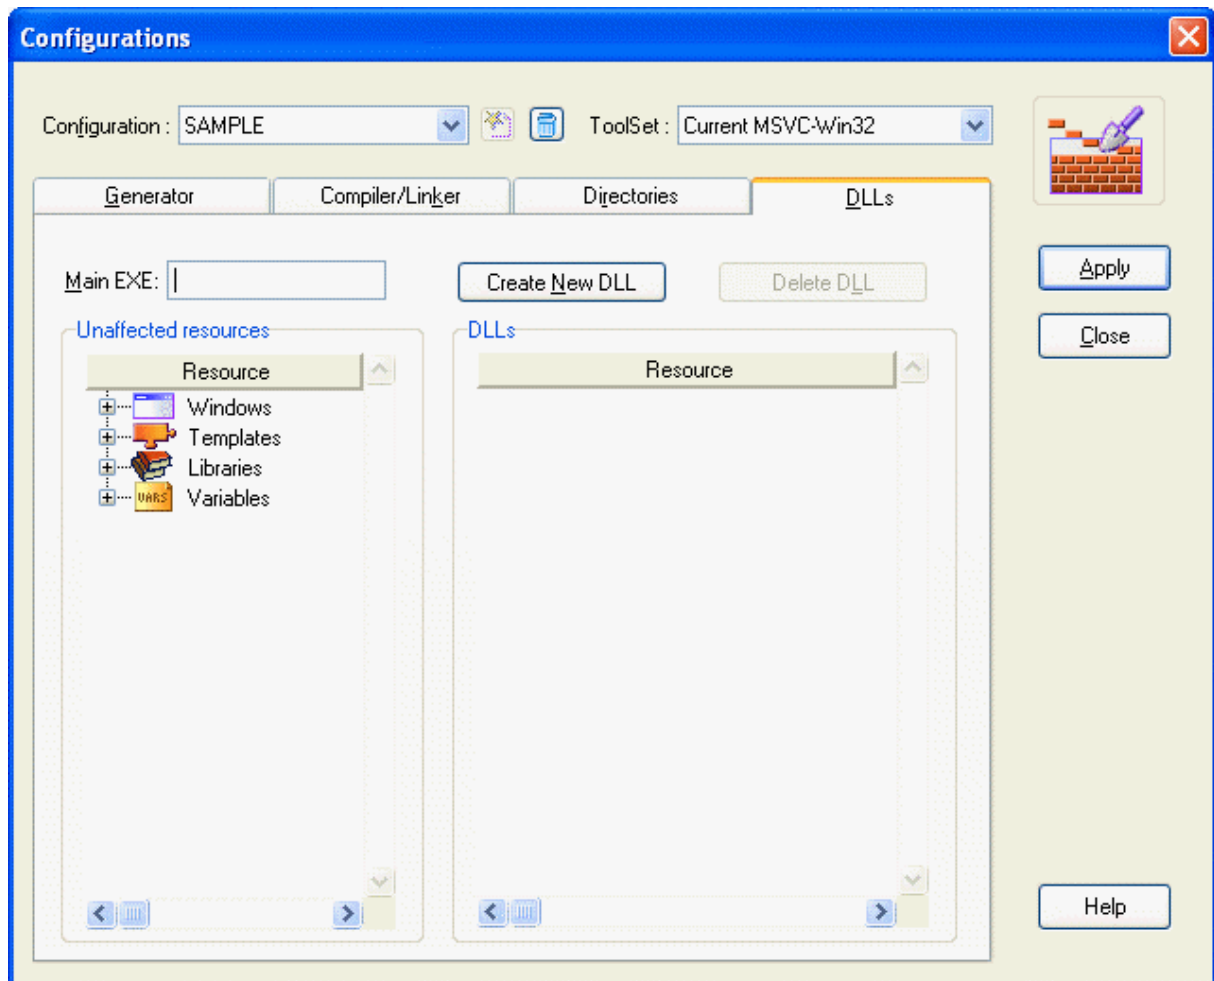 Configurations
Configuration : SAMPLE ToolSet : Current MSVC-Win32
Generator Compiler/Linker Directories DLLs
Main EXE: Create New DLL Delete DLL Apply
Unaffected resources DLLs Close
Resource Resource
Windows
Templates
Libraries
VARS Variables
Help